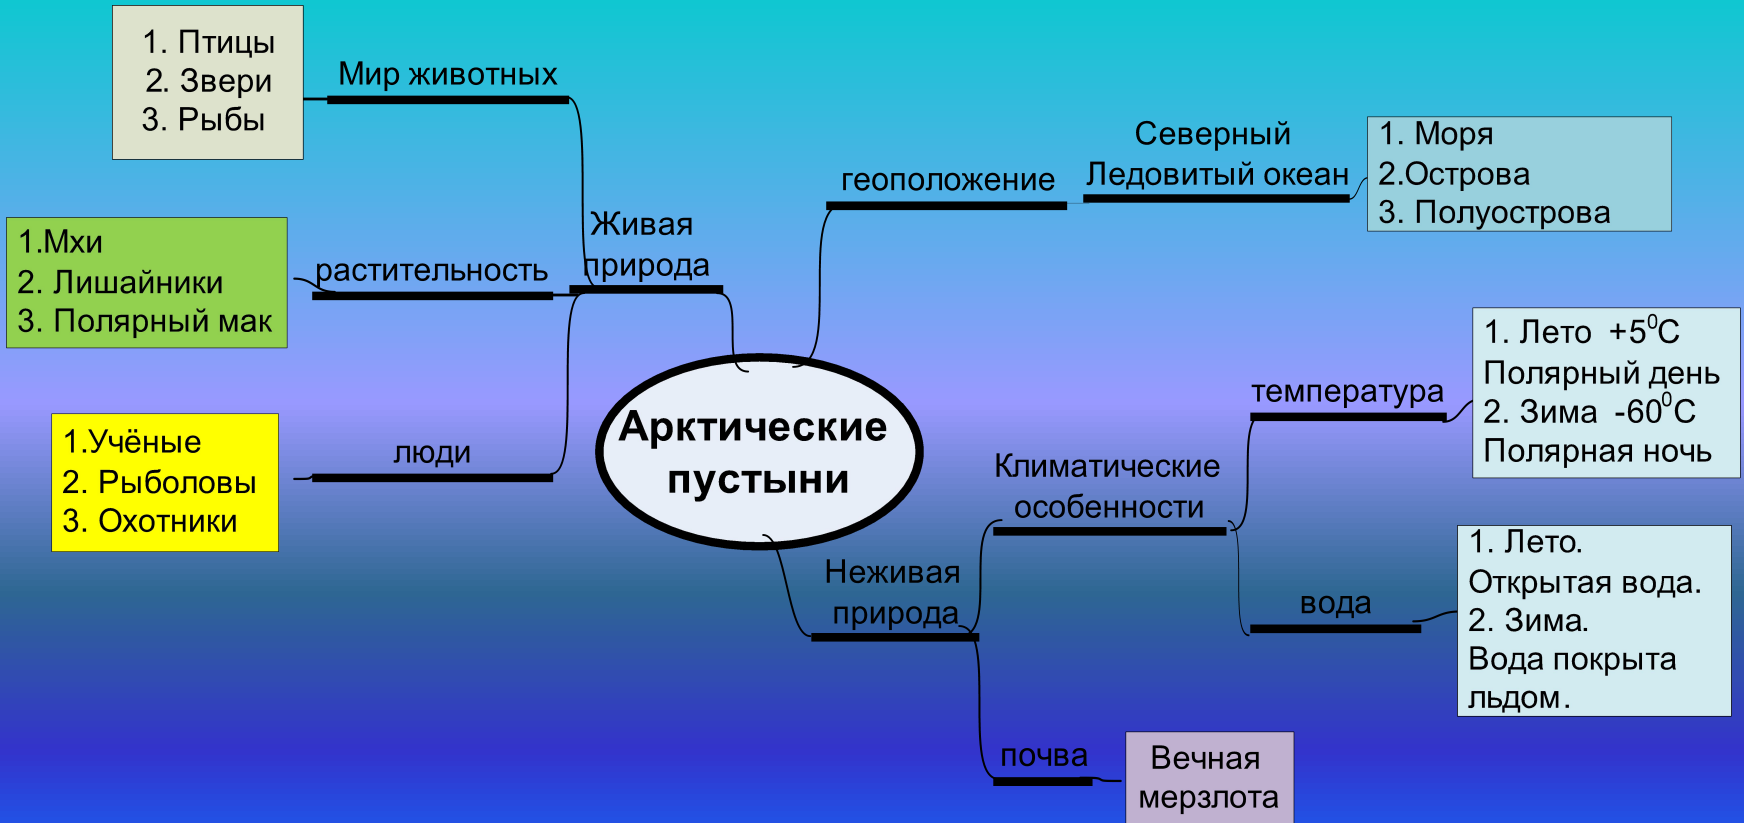 1. Птицы
2. Звери
3. Рыбы
Мир животных
Северный
Ледовитый океан
1. Моря
2.Острова
3. Полуострова
геоположение
Живая
природа
1.Мхи
2. Лишайники
3. Полярный мак
растительность
1. Лето +5⁰С
Полярный день
2. Зима -60⁰С
Полярная ночь
температура
1.Учёные
2. Рыболовы
3. Охотники
люди
Арктические
пустыни
Климатические
особенности
1. Лето.
Открытая вода.
2. Зима.
Вода покрыта
льдом.
вода
Неживая
природа
почва
Вечная
мерзлота